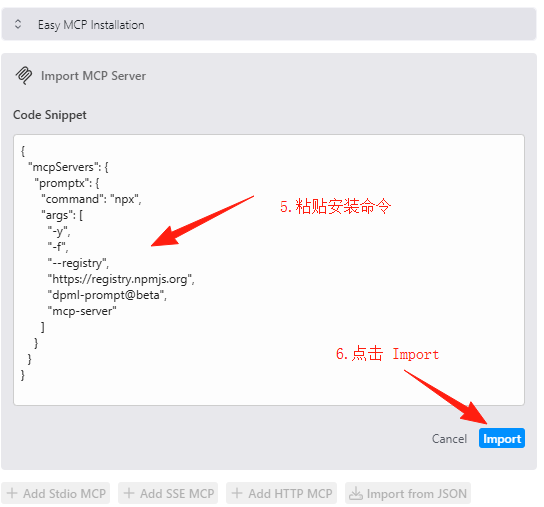 Easy MCP Installation
Import MCP Server
Code Snippet
{
"mcpServers": {
"promptx": {
"command": "npx",
"args": [
"-y",
"-f",
"--registry",
"https://registry.npmjs.org",
"dpml-prompt@beta",
"mcp-server"
]
}
}
}
5.粘贴安装命令
6.点击 Import
Cancel Import
Add Stdio MCP Add SSE MCP Add HTTP MCP Import from JSON